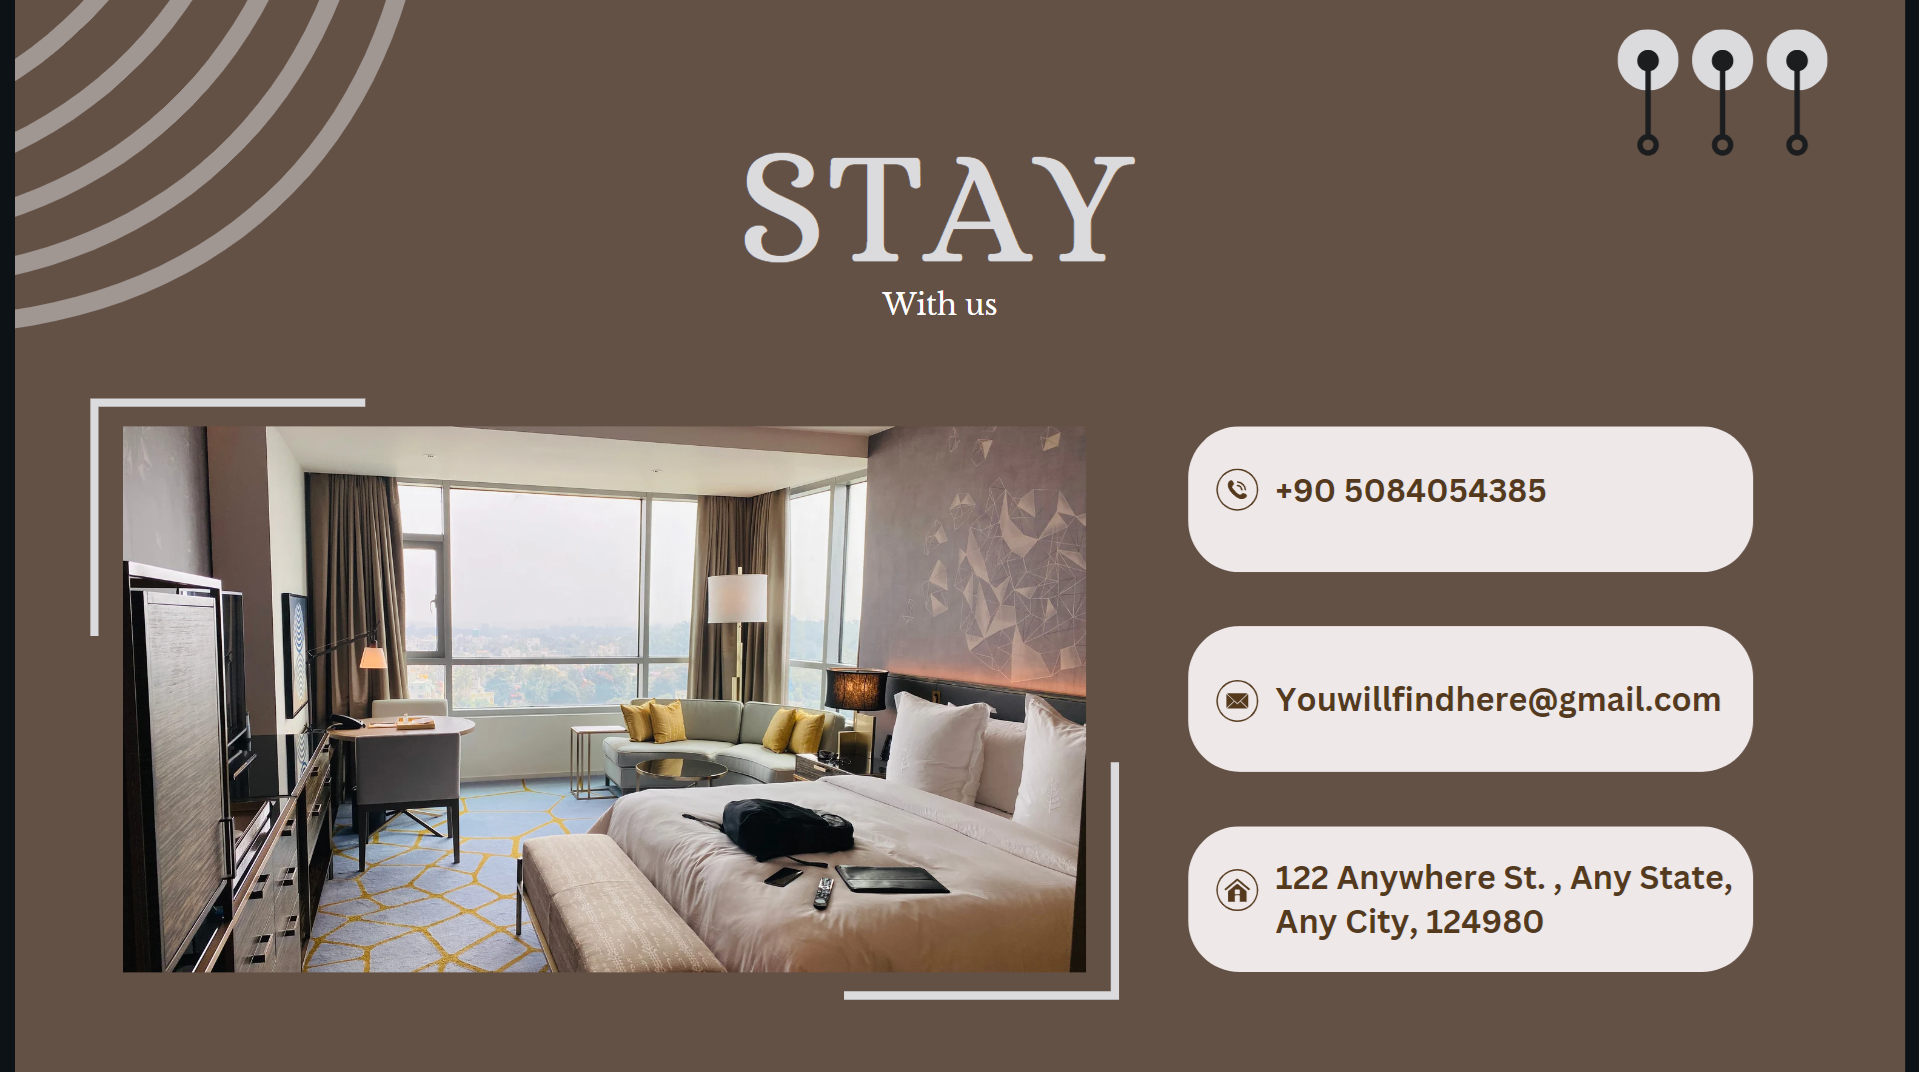 STAY
With us
+90 5084054385
Youwillfindhere@gmail.com
122 Anywhere St. , Any State,
Any City, 124980